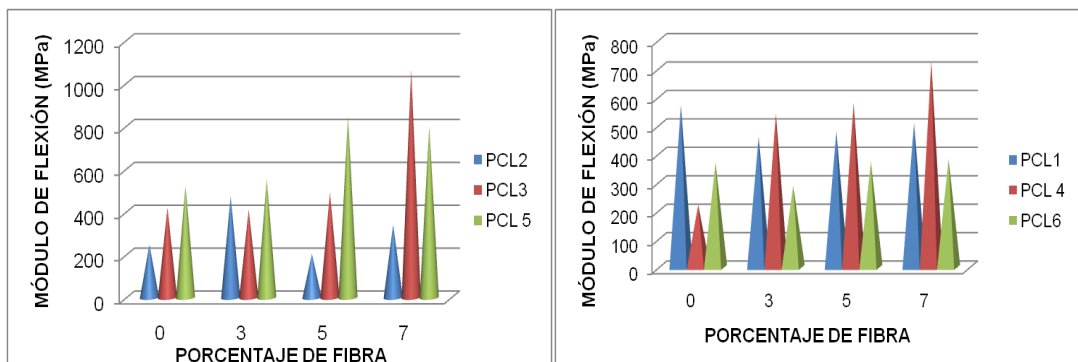 MÓDULO DE FLEXIÓN (MPa)
1200
1000
800
600
400
200
0
0 3 5 7
PORCENTAJE DE FIBRA
PCL2
PCL3
PCL 5
MÓDULO DE FLEXIÓN (MPa)
800
700
600
500
400
300
200
100
0
0 3 5 7
PORCENTAJE DE FIBRA
PCL1
PCL 4
PCL6